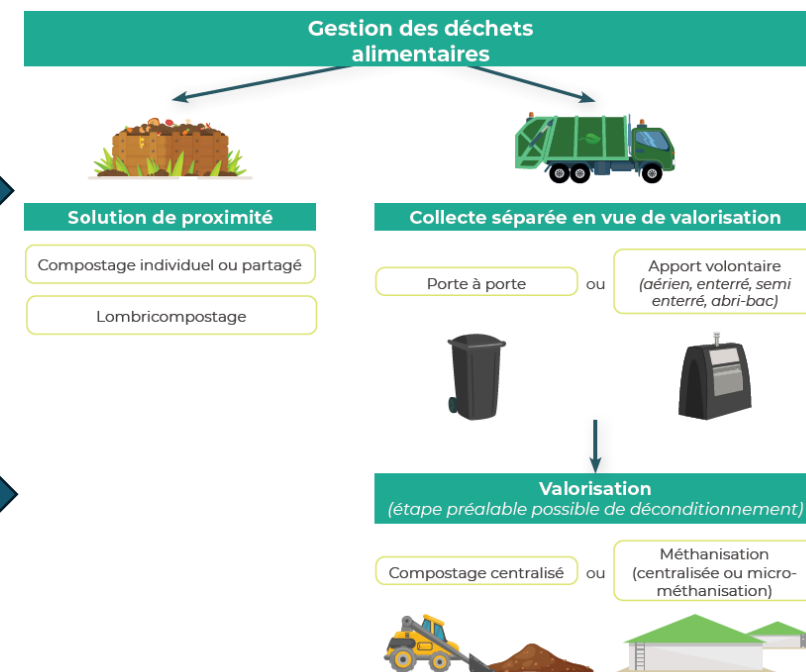 Gestion des déchets
alimentaires
Solution de proximité
Compostage individuel ou partagé
Lombricompostage
Collecte séparée en vue de valorisation
Porte à porte
ou
Apport volontaire
(aérien, enterré, semi
enterré, abri-bac)
Valorisation
(étape préalable possible de déconditionnement)
Compostage centralisé
ou
Méthanisation
(centralisée ou micro-
méthanisation)